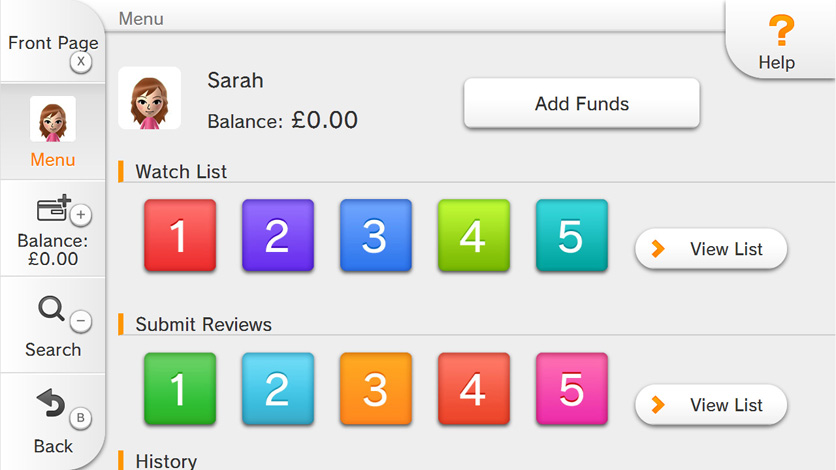 Front Page
X
Menu
Balance:
£0.00
+
Search
−
Back
B
Menu
?
Help
Sarah
Balance: £0.00
Add Funds
Watch List
1 2 3 4 5
View List
Submit Reviews
1 2 3 4 5
View List
History